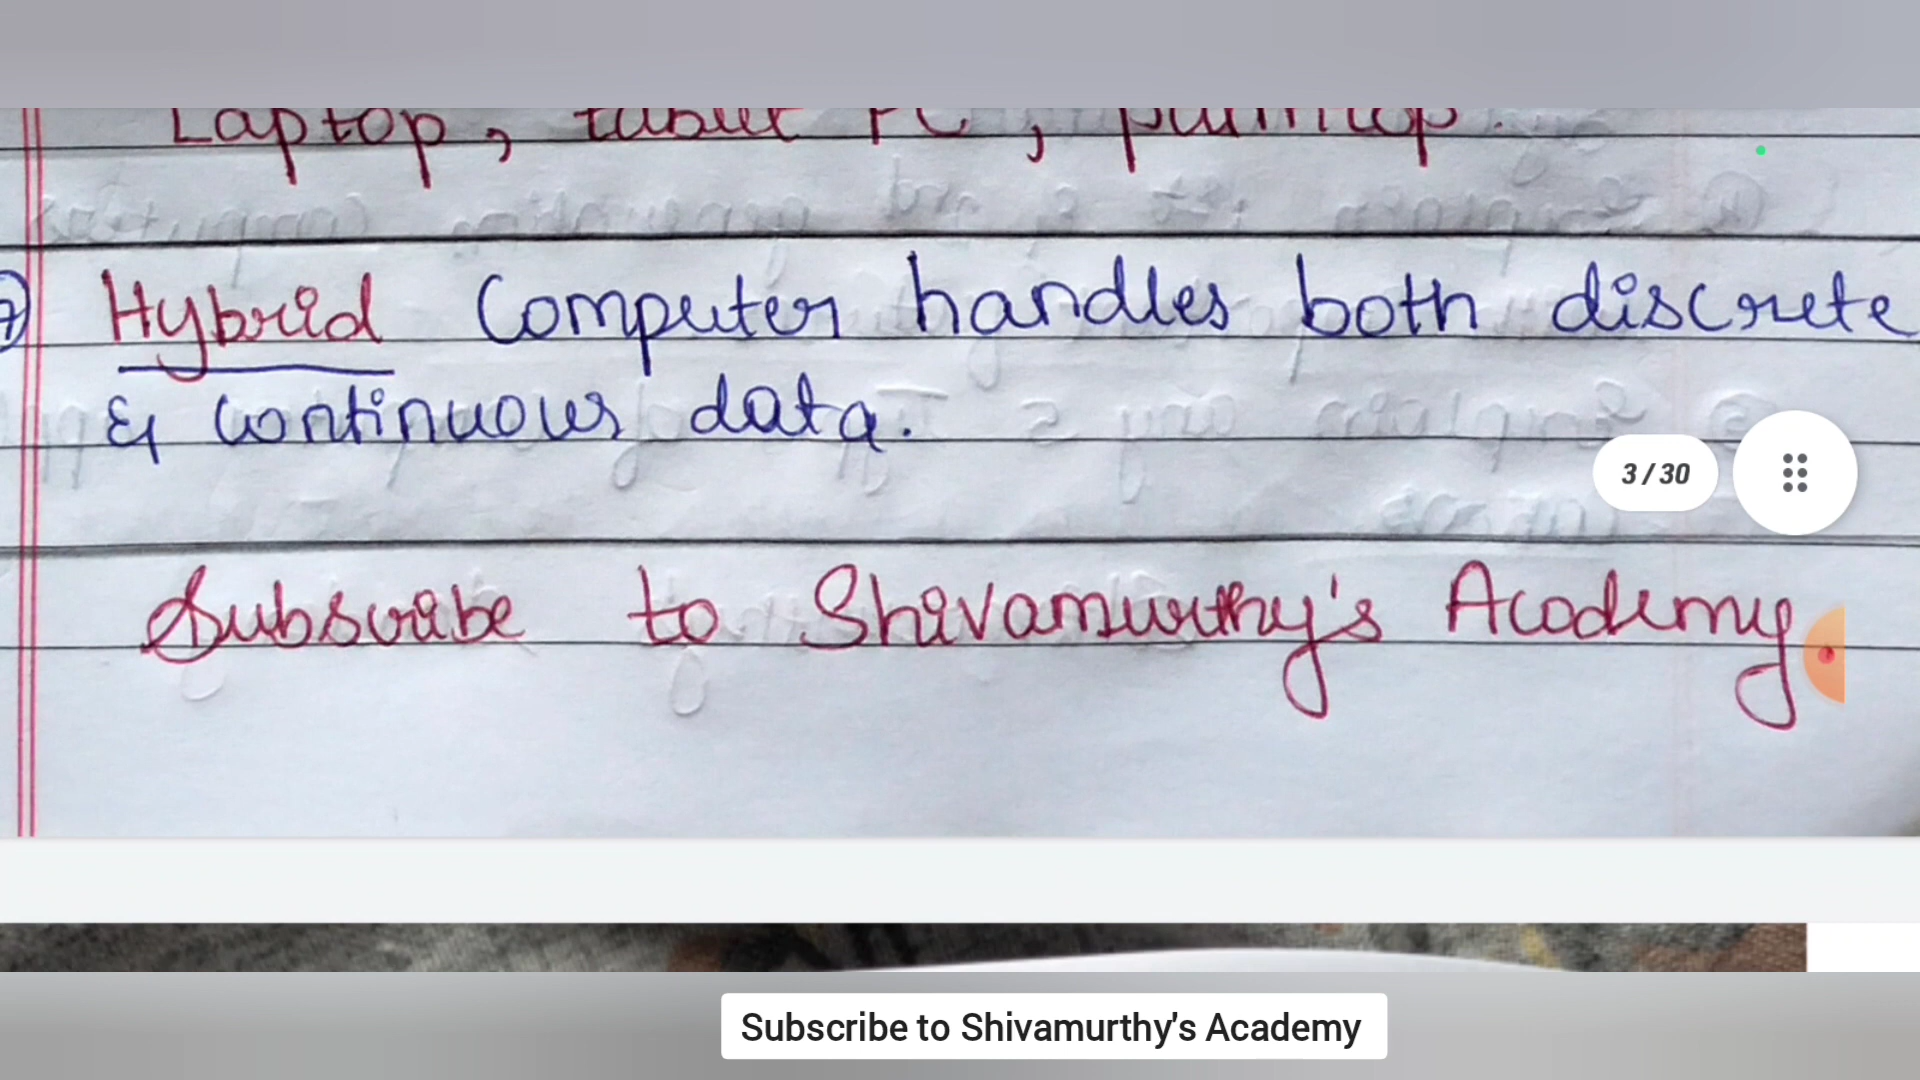 Laptop, tablet PC, palmtop.
7) Hybrid Computer handles both discrete
& continuous data.
3/30
Subscribe to Shivamurthy's Academy.
Subscribe to Shivamurthy's Academy